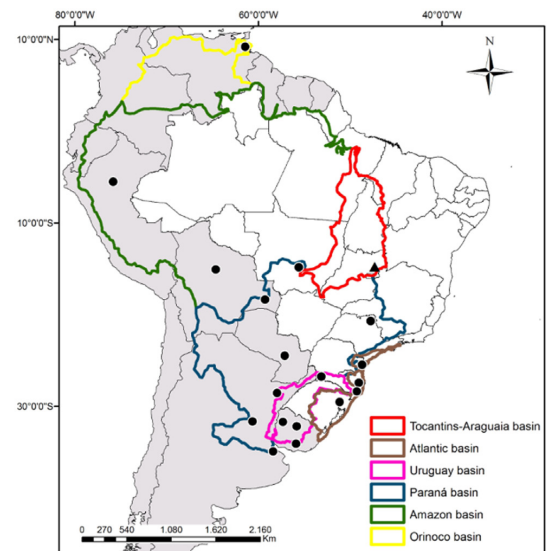 80°0'0"W 60°0'0"W 40°0'0"W
10°0'0"N
N
10°0'0"S
30°0'0"S
Tocantins-Araguaia basin
Atlantic basin
Uruguay basin
Paraná basin
Amazon basin
Orinoco basin
0 270 540 1.080 1.620 2.160
Km